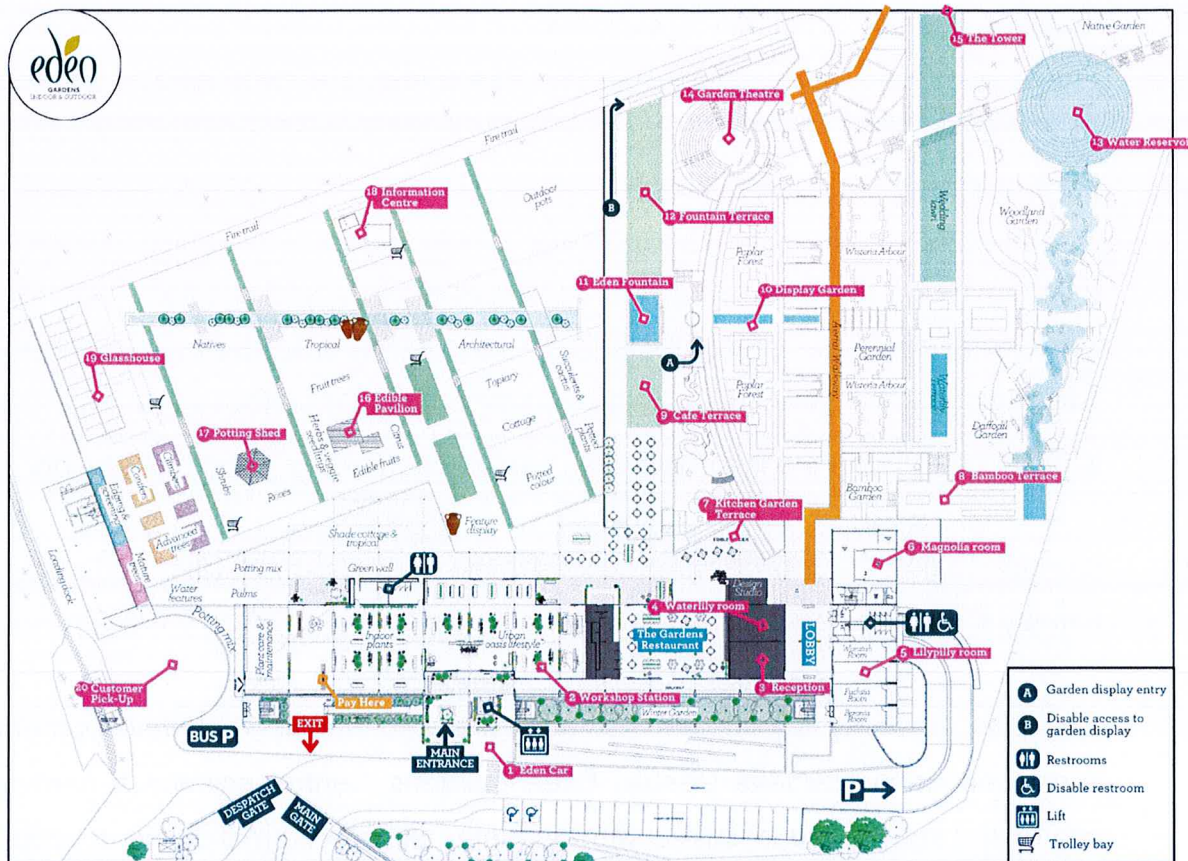 eden
GARDENS
INDOOR & OUTDOOR
15 The Tower
Native Garden
14 Garden Theatre
13 Water Reservoir
Fire trail
Outdoor
pots
18 Information
Centre
B
12 Fountain Terrace
Wedding
lawn
Woodland
Garden
Fire trail
Poplar
Forest
Wisteria Arbour
11 Eden Fountain
10 Display Garden
Aerial Walkway
19 Glasshouse
Natives
Tropical
Architectural
Succulents &
cactus
A
Perennial
Garden
Fruit trees
Topiary
Poplar
Forest
Wisteria Arbour
16 Edible
Pavilion
9 Cafe Terrace
17 Potting Shed
Herbs & veggie
seedlings
Citrus
Cottage
Potted
plants
Daffodil
Garden
Climbers
Conifers
Shrubs
Roses
Edible fruits
Potted
colour
Bamboo
Garden
8 Bamboo Terrace
Edging &
screening
Advanced
trees
Mature
trees
7 Kitchen Garden
Terrace
Feature
display
Shade cottage &
tropical
6 Magnolia room
Loading dock
Potting mix
Green wall
Water
features
Palms
Design
Studio
4 Waterlily room
Potting mix
Plant care &
maintenance
Indoor
plants
Urban
oasis lifestyle
The Gardens
Restaurant
LOBBY
Waratah
Room
5 Lilypilly room
20 Customer
Pick-Up
Pay Here
2 Workshop Station
3 Reception
Fuchsia
Room
Boronia
Room
Winter Garden
BUS P
EXIT
MAIN
ENTRANCE
1 Eden Car
P
DESPATCH
GATE
MAIN
GATE
A Garden display entry
B Disable access to
garden display
Restrooms
Disable restroom
Lift
Trolley bay